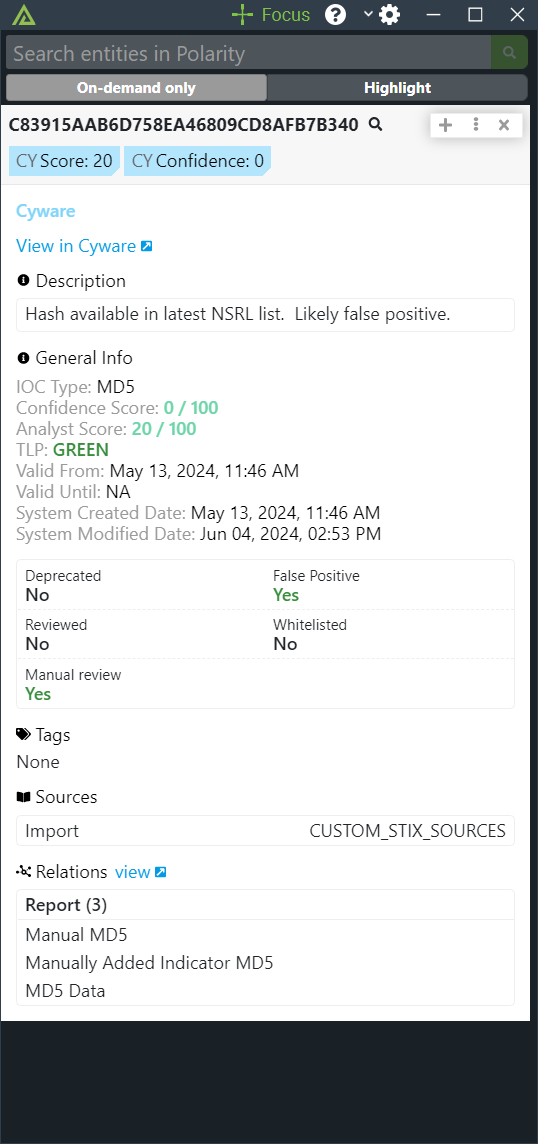 Focus
Search entities in Polarity
On-demand only Highlight
C83915AAB6D758EA46809CD8AFB7B340
CY Score: 20 CY Confidence: 0
Cyware
View in Cyware
Description
Hash available in latest NSRL list.  Likely false positive.
General Info
IOC Type: MD5
Confidence Score: 0 / 100
Analyst Score: 20 / 100
TLP: GREEN
Valid From: May 13, 2024, 11:46 AM
Valid Until: NA
System Created Date: May 13, 2024, 11:46 AM
System Modified Date: Jun 04, 2024, 02:53 PM
Deprecated False Positive
No Yes
Reviewed Whitelisted
No No
Manual review
Yes
Tags
None
Sources
Import CUSTOM_STIX_SOURCES
Relations view
Report (3)
Manual MD5
Manually Added Indicator MD5
MD5 Data